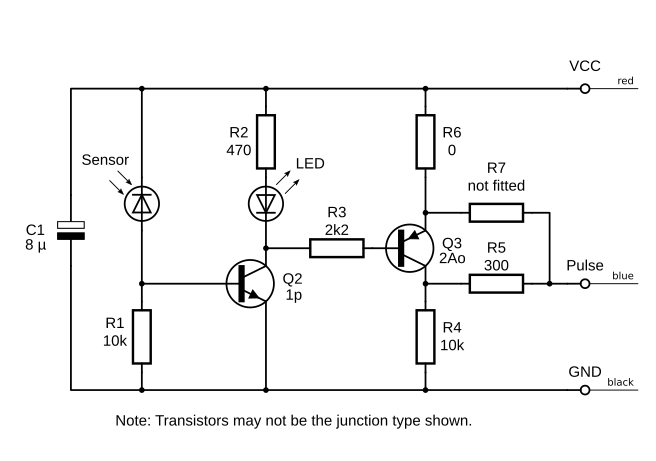 VCC
red
R2
470
R6
0
Sensor
LED
R7
not fitted
R3
2k2
C1
8 µ
Q3
2Ao
R5
300
Pulse
blue
Q2
1p
R1
10k
R4
10k
GND
black
Note: Transistors may not be the junction type shown.